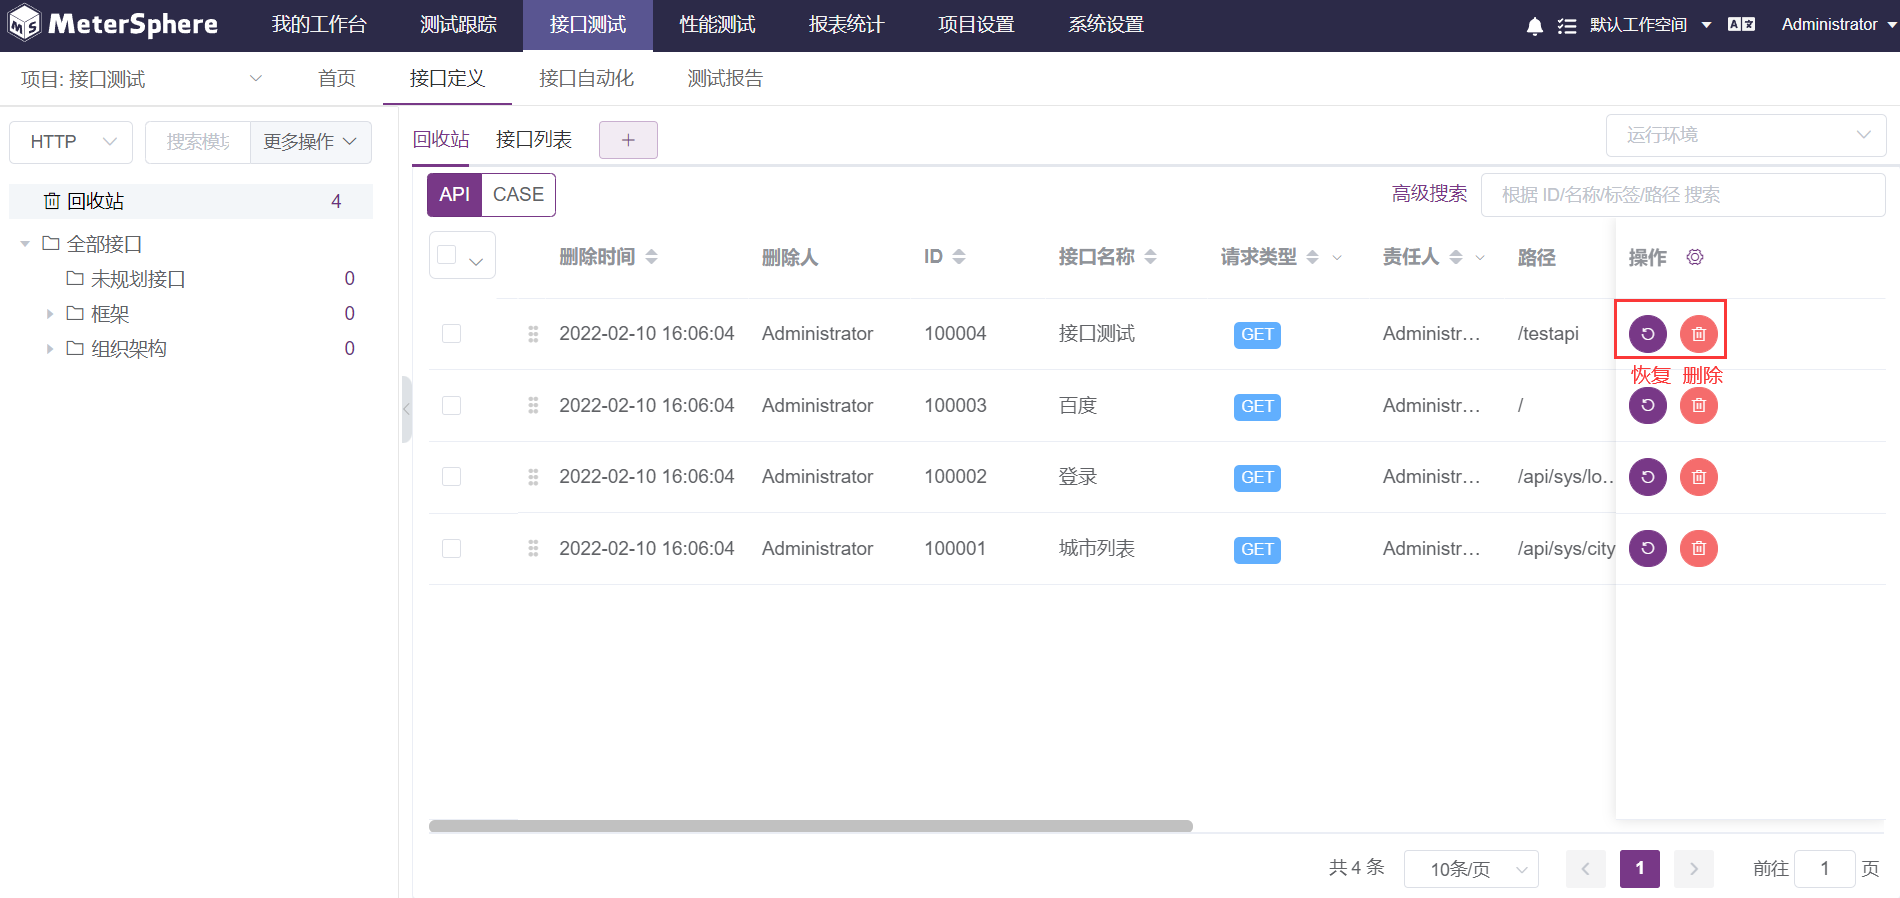 MeterSphere 我的工作台 测试跟踪 接口测试 性能测试 报表统计 项目设置 系统设置 默认工作空间 Administrator
项目: 接口测试 首页 接口定义 接口自动化 测试报告
HTTP 搜索模块 更多操作 回收站 接口列表 + 运行环境
回收站 4 API CASE 高级搜索 根据 ID/名称/标签/路径 搜索
全部接口
未规划接口 0
框架 0
组织架构 0
删除时间 删除人 ID 接口名称 请求类型 责任人 路径 操作
2022-02-10 16:06:04 Administrator 100004 接口测试 GET Administr... /testapi
恢复 删除
2022-02-10 16:06:04 Administrator 100003 百度 GET Administr... /
2022-02-10 16:06:04 Administrator 100002 登录 GET Administr... /api/sys/lo...
2022-02-10 16:06:04 Administrator 100001 城市列表 GET Administr... /api/sys/city
共 4 条 10条/页 1 前往 1 页